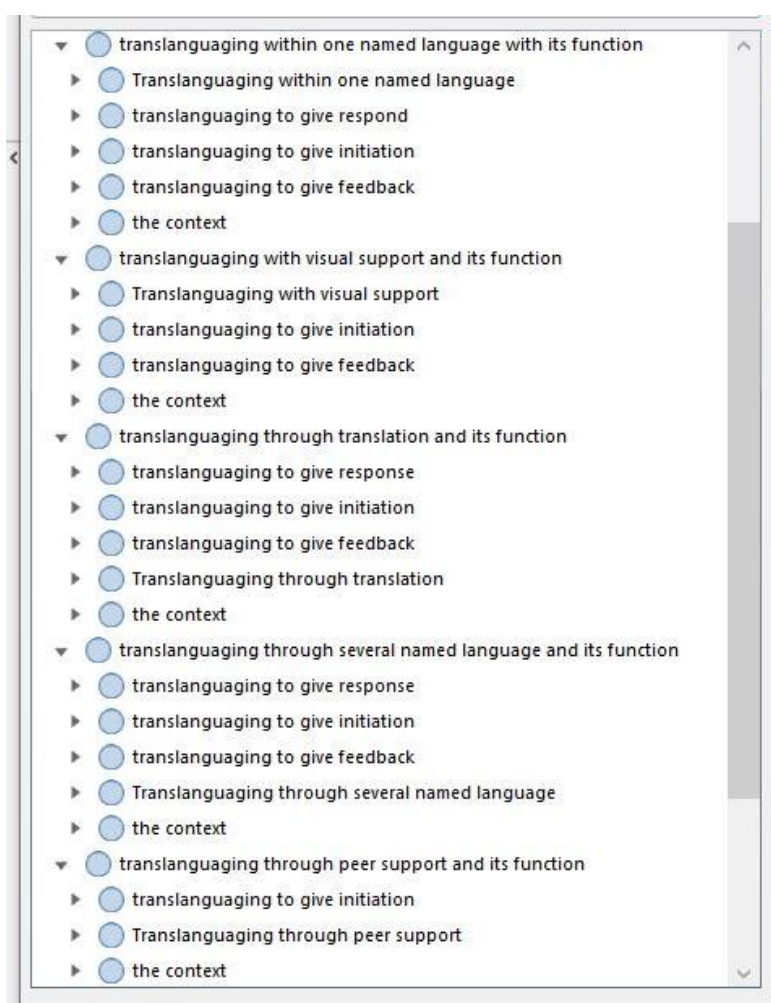 translanguaging within one named language with its function
Translanguaging within one named language
translanguaging to give respond
translanguaging to give initiation
translanguaging to give feedback
the context
translanguaging with visual support and its function
Translanguaging with visual support
translanguaging to give initiation
translanguaging to give feedback
the context
translanguaging through translation and its function
translanguaging to give response
translanguaging to give initiation
translanguaging to give feedback
Translanguaging through translation
the context
translanguaging through several named language and its function
translanguaging to give response
translanguaging to give initiation
translanguaging to give feedback
Translanguaging through several named language
the context
translanguaging through peer support and its function
translanguaging to give initiation
Translanguaging through peer support
the context